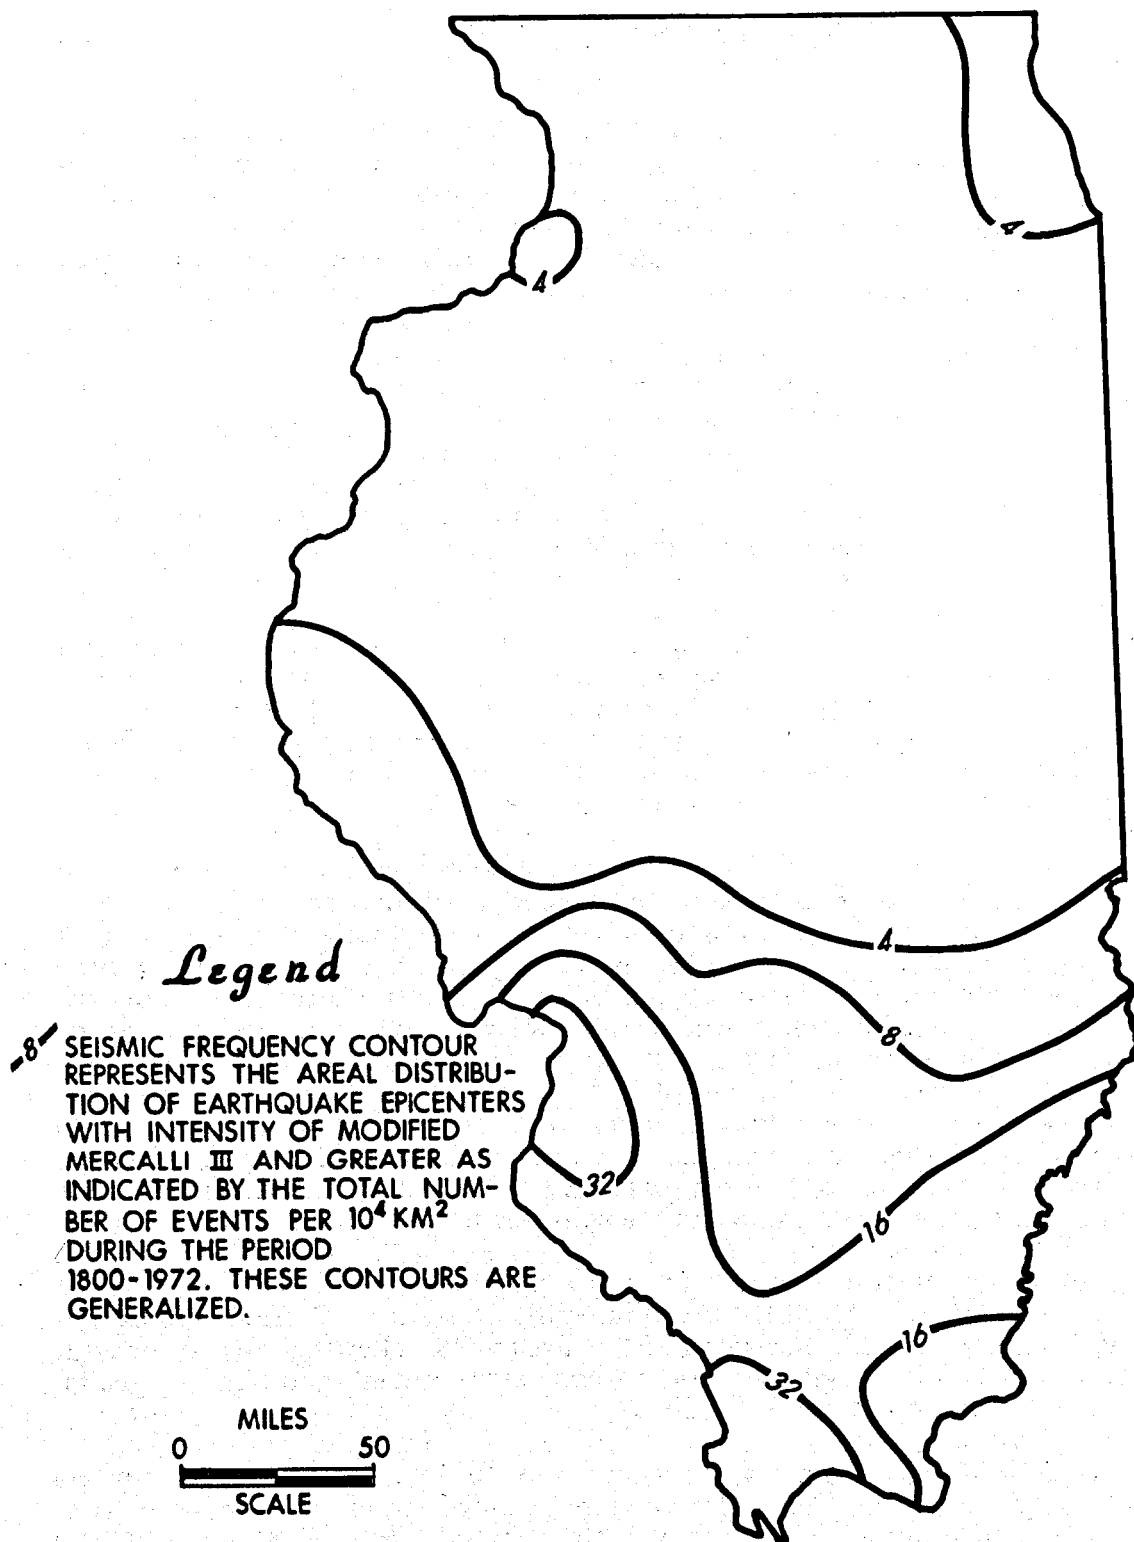 4
4
4
8
32
16
16
32
Legend
8
SEISMIC FREQUENCY CONTOUR
REPRESENTS THE AREAL DISTRIBU-
TION OF EARTHQUAKE EPICENTERS
WITH INTENSITY OF MODIFIED
MERCALLI III AND GREATER AS
INDICATED BY THE TOTAL NUM-
BER OF EVENTS PER 10⁴ KM²
DURING THE PERIOD
1800-1972. THESE CONTOURS ARE
GENERALIZED.
MILES
0 50
SCALE